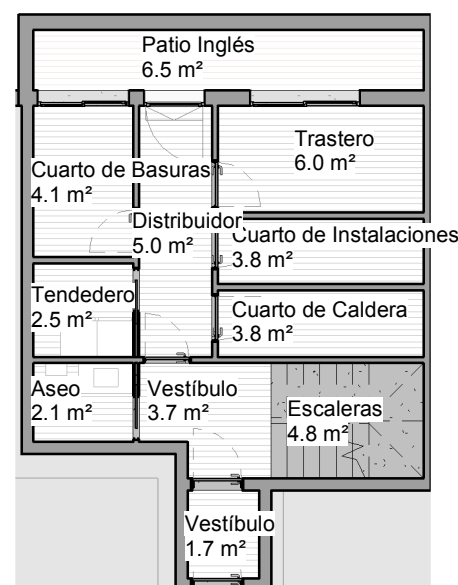 Patio Inglés
6.5 m²
Trastero
6.0 m²
Cuarto de Basuras
4.1 m²
Distribuidor
5.0 m²
Cuarto de Instalaciones
3.8 m²
Tendedero
2.5 m²
Cuarto de Caldera
3.8 m²
Aseo
2.1 m²
Vestíbulo
3.7 m²
Escaleras
4.8 m²
Vestíbulo
1.7 m²